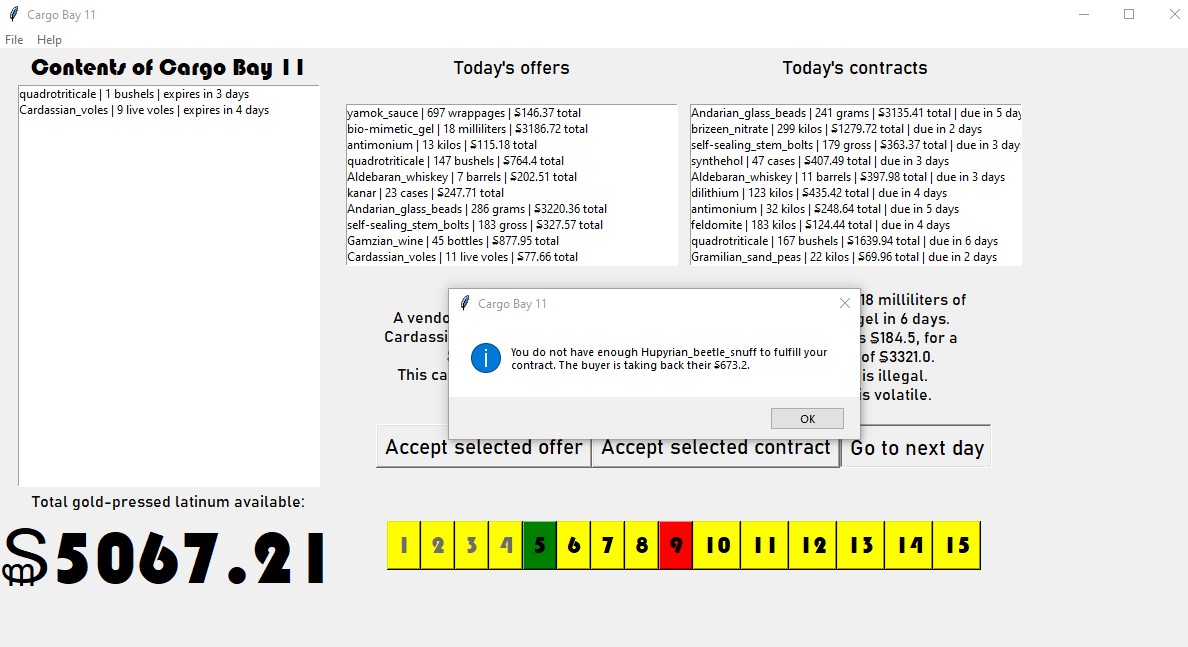 Cargo Bay 11
File Help
Contents of Cargo Bay 11
quadrotriticale | 1 bushels | expires in 3 days
Cardassian_voles | 9 live voles | expires in 4 days
Total gold-pressed latinum available:
5067.21
Today's offers
yamok_sauce | 697 wrappages | S̶146.37 total
bio-mimetic_gel | 18 milliliters | S̶3186.72 total
antimonium | 13 kilos | S̶115.18 total
quadrotriticale | 147 bushels | S̶764.4 total
Aldebaran_whiskey | 7 barrels | S̶202.51 total
kanar | 23 cases | S̶247.71 total
Andarian_glass_beads | 286 grams | S̶3220.36 total
self-sealing_stem_bolts | 183 gross | S̶327.57 total
Gamzian_wine | 45 bottles | S̶877.95 total
Cardassian_voles | 11 live voles | S̶77.66 total
Today's contracts
Andarian_glass_beads | 241 grams | S̶3135.41 total | due in 5 day
brizeen_nitrate | 299 kilos | S̶1279.72 total | due in 2 days
self-sealing_stem_bolts | 179 gross | S̶363.37 total | due in 3 day
synthehol | 47 cases | S̶407.49 total | due in 3 days
Aldebaran_whiskey | 11 barrels | S̶397.98 total | due in 3 days
dilithium | 123 kilos | S̶435.42 total | due in 4 days
antimonium | 32 kilos | S̶248.64 total | due in 5 days
feldomite | 183 kilos | S̶124.44 total | due in 4 days
quadrotriticale | 167 bushels | S̶1639.94 total | due in 6 days
Gramilian_sand_peas | 22 kilos | S̶69.96 total | due in 2 days
A vendo
Cardassi
This ca
18 milliliters of
gel in 6 days.
s S̶184.5, for a
of S̶3321.0.
is illegal.
is volatile.
Cargo Bay 11
You do not have enough Hupyrian_beetle_snuff to fulfill your
contract. The buyer is taking back their S̶673.2.
OK
Accept selected offer
Accept selected contract
Go to next day
1 2 3 4 5 6 7 8 9 10 11 12 13 14 15